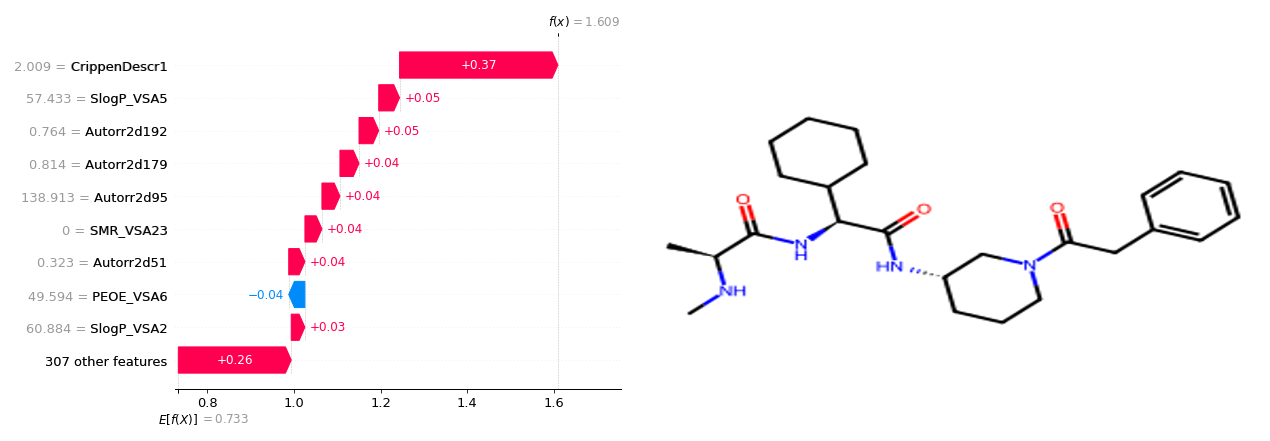 f(x) = 1.609
2.009 = CrippenDescr1
+0.37
57.433 = SlogP_VSA5
+0.05
0.764 = Autorr2d192
+0.05
0.814 = Autorr2d179
+0.04
138.913 = Autorr2d95
+0.04
0 = SMR_VSA23
+0.04
0.323 = Autorr2d51
+0.04
49.594 = PEOE_VSA6
−0.04
60.884 = SlogP_VSA2
+0.03
307 other features
+0.26
0.8 1.0 1.2 1.4 1.6
E[f(X)] = 0.733
O
O
O
N
H
HN
N
NH